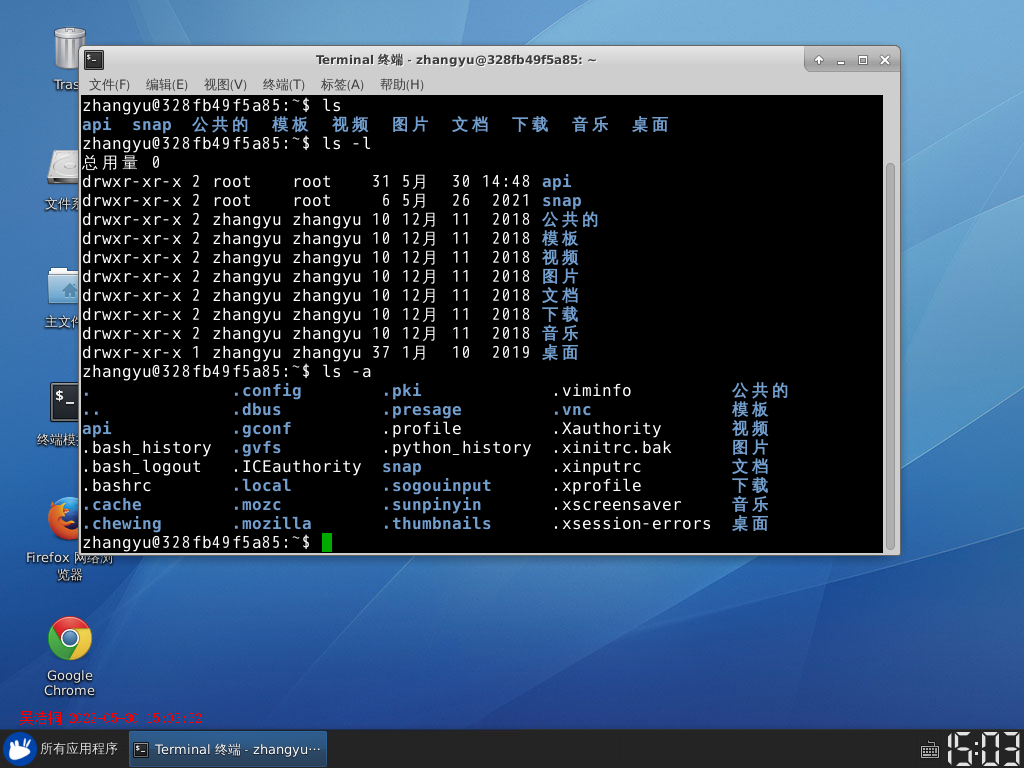 Terminal 终端 - zhangyu@328fb49f5a85: ~
文件(F) 编辑(E) 视图(V) 终端(T) 标签(A) 帮助(H)
zhangyu@328fb49f5a85:~$ ls
api snap 公共的 模板 视频 图片 文档 下载 音乐 桌面
zhangyu@328fb49f5a85:~$ ls -l
总用量 0
drwxr-xr-x 2 root root 31 5月 30 14:48 api
drwxr-xr-x 2 root root 6 5月 26 2021 snap
drwxr-xr-x 2 zhangyu zhangyu 10 12月 11 2018 公共的
drwxr-xr-x 2 zhangyu zhangyu 10 12月 11 2018 模板
drwxr-xr-x 2 zhangyu zhangyu 10 12月 11 2018 视频
drwxr-xr-x 2 zhangyu zhangyu 10 12月 11 2018 图片
drwxr-xr-x 2 zhangyu zhangyu 10 12月 11 2018 文档
drwxr-xr-x 2 zhangyu zhangyu 10 12月 11 2018 下载
drwxr-xr-x 2 zhangyu zhangyu 10 12月 11 2018 音乐
drwxr-xr-x 1 zhangyu zhangyu 37 1月 10 2019 桌面
zhangyu@328fb49f5a85:~$ ls -a
. .config .pki .viminfo 公共的
.. .dbus .presage .vnc 模板
api .gconf .profile .Xauthority 视频
.bash_history .gvfs .python_history .xinitrc.bak 图片
.bash_logout .ICEauthority snap .xinputrc 文档
.bashrc .local .sogouinput .xprofile 下载
.cache .mozc .sunpinyin .xscreensaver 音乐
.chewing .mozilla .thumbnails .xsession-errors 桌面
zhangyu@328fb49f5a85:~$
Tras
文件系
主文件
$_
终端模
Firefox 网络浏
览器
Google
Chrome
所有应用程序
Terminal 终端 - zhangyu···
15:03